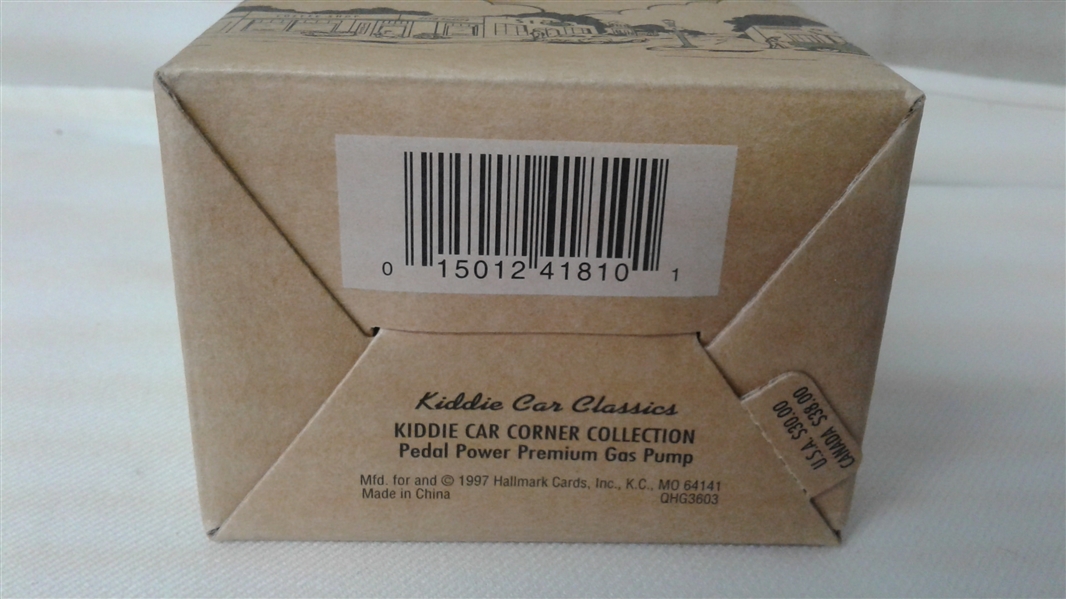 0 15012 41810 1
Kiddie Car Classics
KIDDIE CAR CORNER COLLECTION
Pedal Power Premium Gas Pump
Mfd. for and © 1997 Hallmark Cards, Inc., K.C., MO 64141
Made in China QHG3603
U.S.A. $30.00
CANADA $38.00